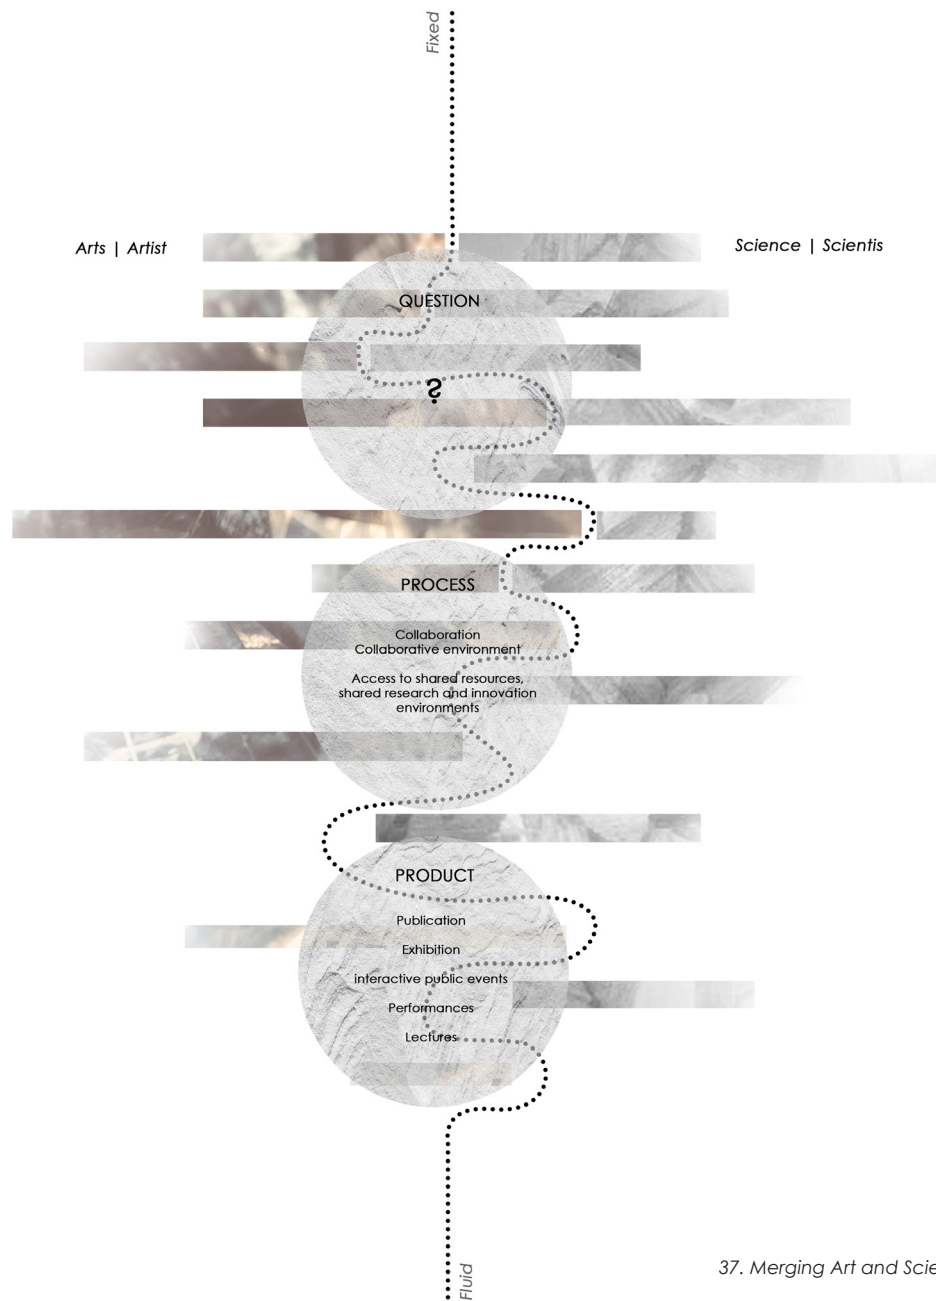 Fixed
Arts | Artist
Science | Scientis
QUESTION
?
PROCESS
Collaboration
Collaborative environment
Access to shared resources,
shared research and innovation
environments
PRODUCT
Publication
Exhibition
interactive public events
Performances
Lectures
Fluid
37. Merging Art and Scie